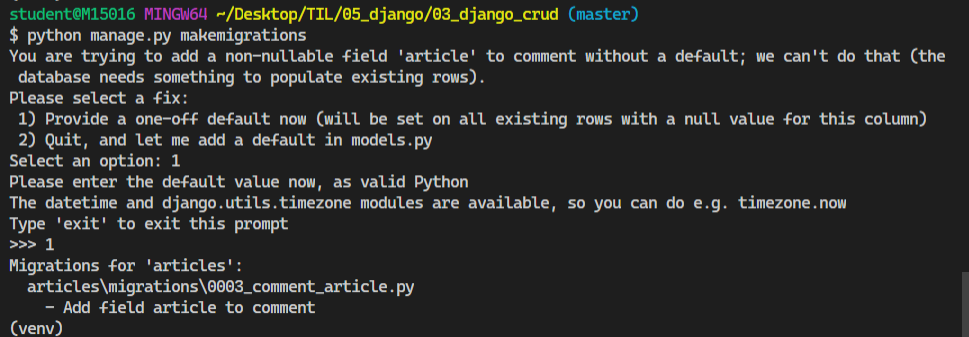 student@M15016 MINGW64 ~/Desktop/TIL/05_django/03_django_crud (master)
$ python manage.py makemigrations
You are trying to add a non-nullable field 'article' to comment without a default; we can't do that (the
 database needs something to populate existing rows).
Please select a fix:
 1) Provide a one-off default now (will be set on all existing rows with a null value for this column)
 2) Quit, and let me add a default in models.py
Select an option: 1
Please enter the default value now, as valid Python
The datetime and django.utils.timezone modules are available, so you can do e.g. timezone.now
Type 'exit' to exit this prompt
>>> 1
Migrations for 'articles':
  articles\migrations\0003_comment_article.py
    - Add field article to comment
(venv)